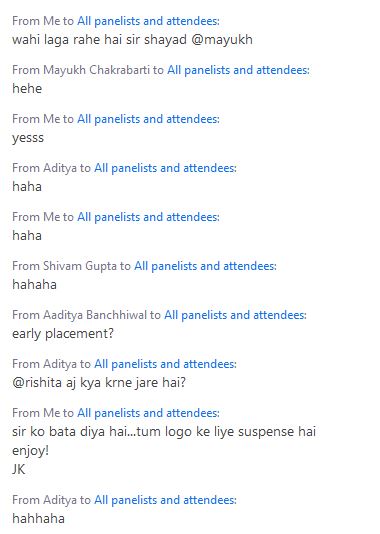 From Me to All panelists and attendees:
wahi laga rahe hai sir shayad @mayukh
From Mayukh Chakrabarti to All panelists and attendees:
hehe
From Me to All panelists and attendees:
yesss
From Aditya to All panelists and attendees:
haha
From Me to All panelists and attendees:
haha
From Shivam Gupta to All panelists and attendees:
hahaha
From Aaditya Banchhiwal to All panelists and attendees:
early placement?
From Aditya to All panelists and attendees:
@rishita aj kya krne jare hai?
From Me to All panelists and attendees:
sir ko bata diya hai...tum logo ke liye suspense hai
enjoy!
JK
From Aditya to All panelists and attendees:
hahhaha